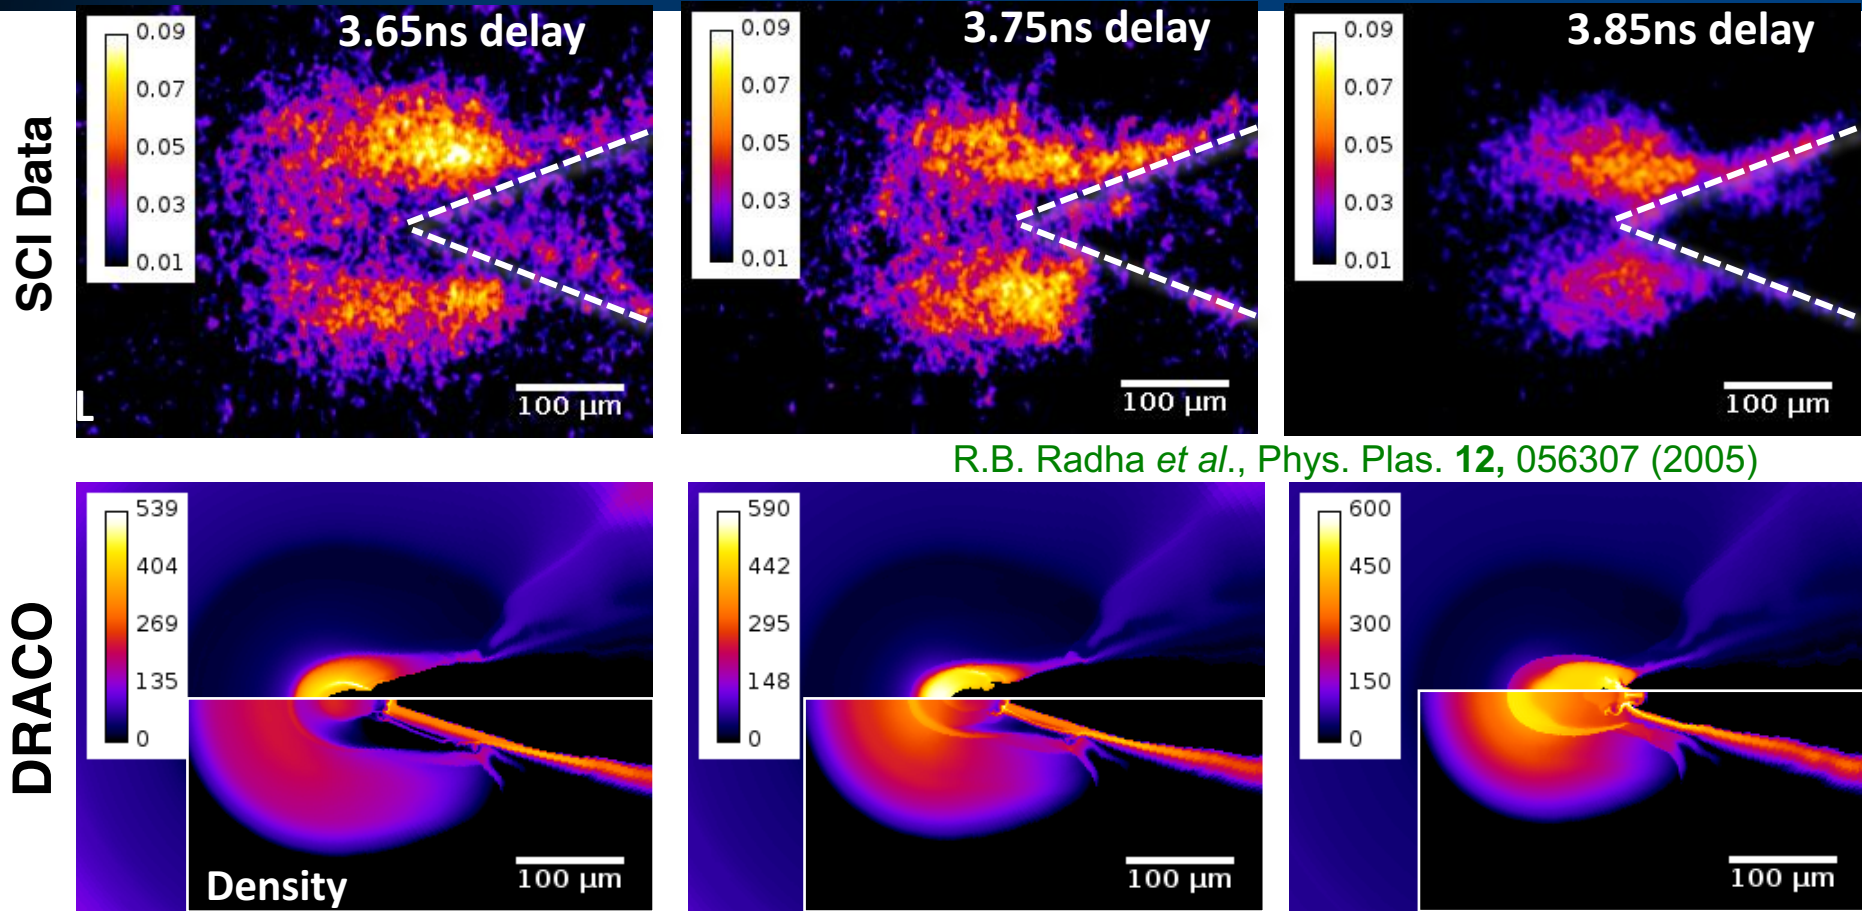 3.65ns delay
3.75ns delay
3.85ns delay
SCI Data
0.09
0.07
0.05
0.03
0.01
0.09
0.07
0.05
0.03
0.01
0.09
0.07
0.05
0.03
0.01
L
100 µm
100 µm
100 µm
R.B. Radha et al., Phys. Plas. 12, 056307 (2005)
DRACO
539
404
269
135
0
590
442
295
148
0
600
450
300
150
0
Density
100 µm
100 µm
100 µm